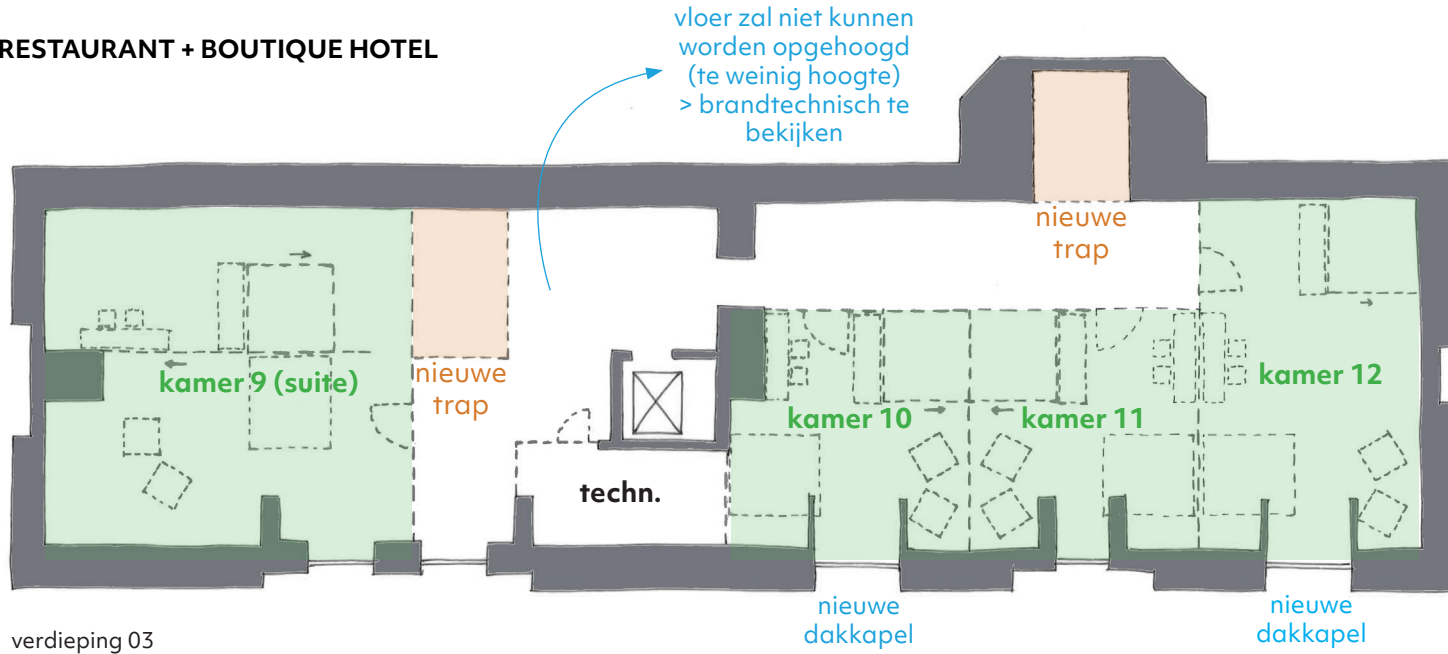 RESTAURANT + BOUTIQUE HOTEL
vloer zal niet kunnen
worden opgehoogd
(te weinig hoogte)
> brandtechnisch te
bekijken
nieuwe
trap
kamer 9 (suite)
nieuwe
trap
kamer 10
kamer 11
kamer 12
techn.
nieuwe
dakkapel
nieuwe
dakkapel
verdieping 03